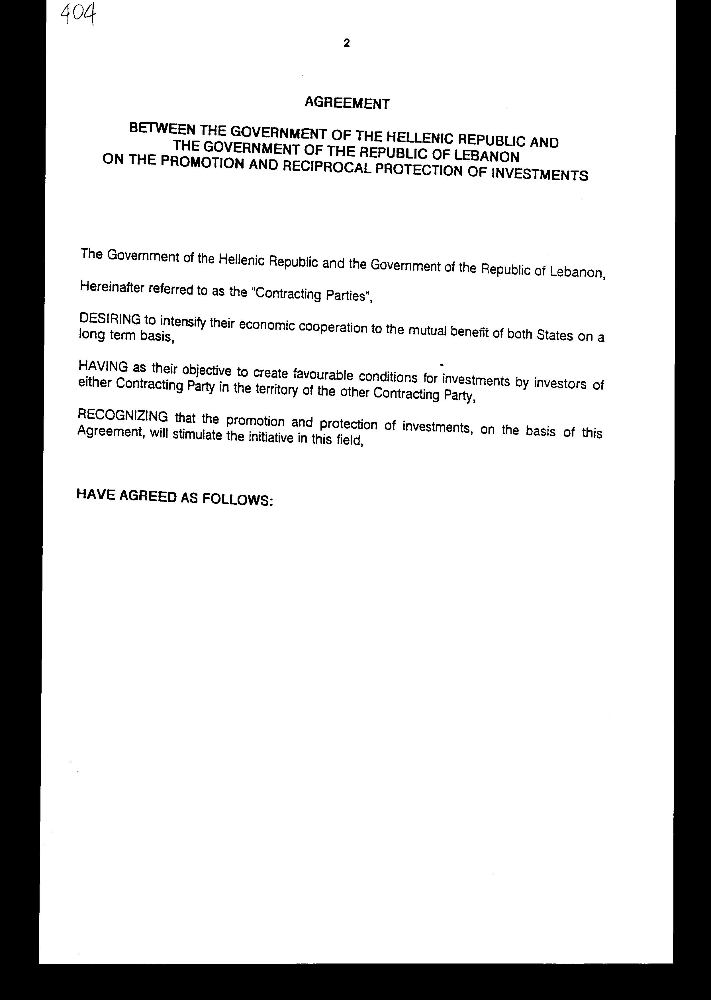 404
2
AGREEMENT
BETWEEN THE GOVERNMENT OF THE HELLENIC REPUBLIC AND
THE GOVERNMENT OF THE REPUBLIC OF LEBANON
ON THE PROMOTION AND RECIPROCAL PROTECTION OF INVESTMENTS
The Government of the Hellenic Republic and the Government of the Republic of Lebanon,
Hereinafter referred to as the "Contracting Parties",
DESIRING to intensify their economic cooperation to the mutual benefit of both States on a
long term basis,
HAVING as their objective to create favourable conditions for investments by investors of
either Contracting Party in the territory of the other Contracting Party,
RECOGNIZING that the promotion and protection of investments, on the basis of this
Agreement, will stimulate the initiative in this field,
HAVE AGREED AS FOLLOWS: